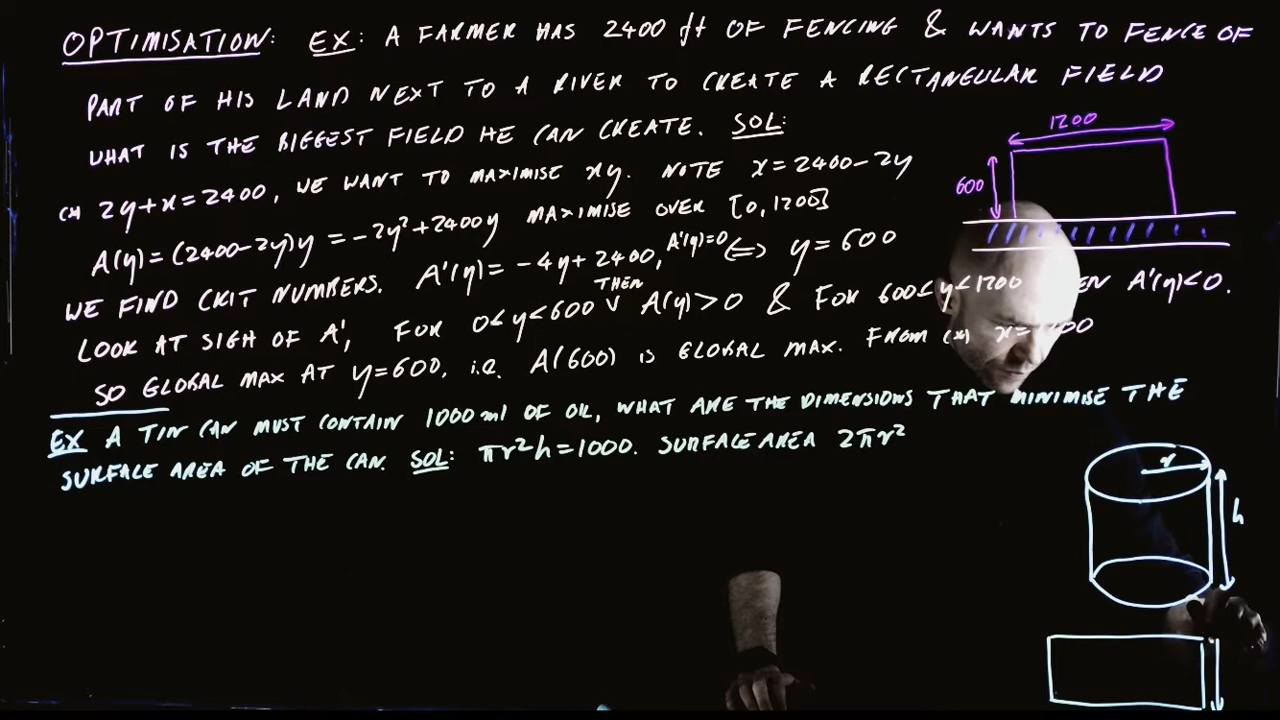 OPTIMISATION: EX: A FARMER HAS 2400 ft OF FENCING & WANTS TO FENCE OF
PART OF HIS LAND NEXT TO A RIVER TO CREATE A RECTANGULAR FIELD
WHAT IS THE BIGGEST FIELD HE CAN CREATE. SOL:
1200
600
(*) 2y+x=2400, WE WANT TO MAXIMISE xy. NOTE x=2400-2y
A(y)=(2400-2y)y=-2y²+2400y MAXIMISE OVER [0,1200]
WE FIND CRIT NUMBERS. A'(y)=-4y+2400, A'(y)=0 ⇔ y=600
LOOK AT SIGN OF A', FOR 0<y<600 THEN A(y)>0 & FOR 600<y<1200 A'(y)<0.
SO GLOBAL MAX AT y=600, i.e. A(600) IS GLOBAL MAX. FROM (*)
EX A TIN CAN MUST CONTAIN 1000ml OF OIL, WHAT ARE THE DIMENSIONS THAT MINIMISE THE
SURFACE AREA OF THE CAN. SOL: πr²h=1000. SURFACE AREA 2πr²
r
h